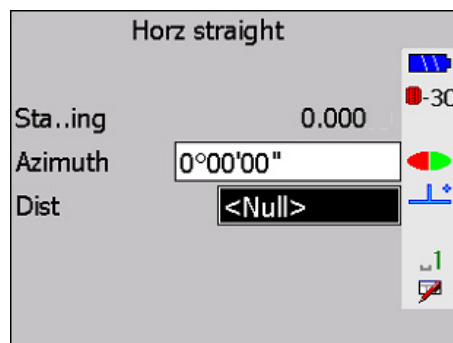 Horz straight
-30
Sta..ing 0.000
Azimuth 0°00'00"
Dist <Null>
1